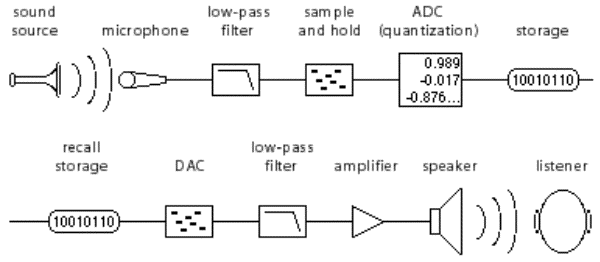 sound source
microphone
low-pass filter
sample and hold
ADC (quantization)
storage
0.989
-0.017
-0.876...
10010110
recall storage
DAC
low-pass filter
amplifier
speaker
listener
10010110